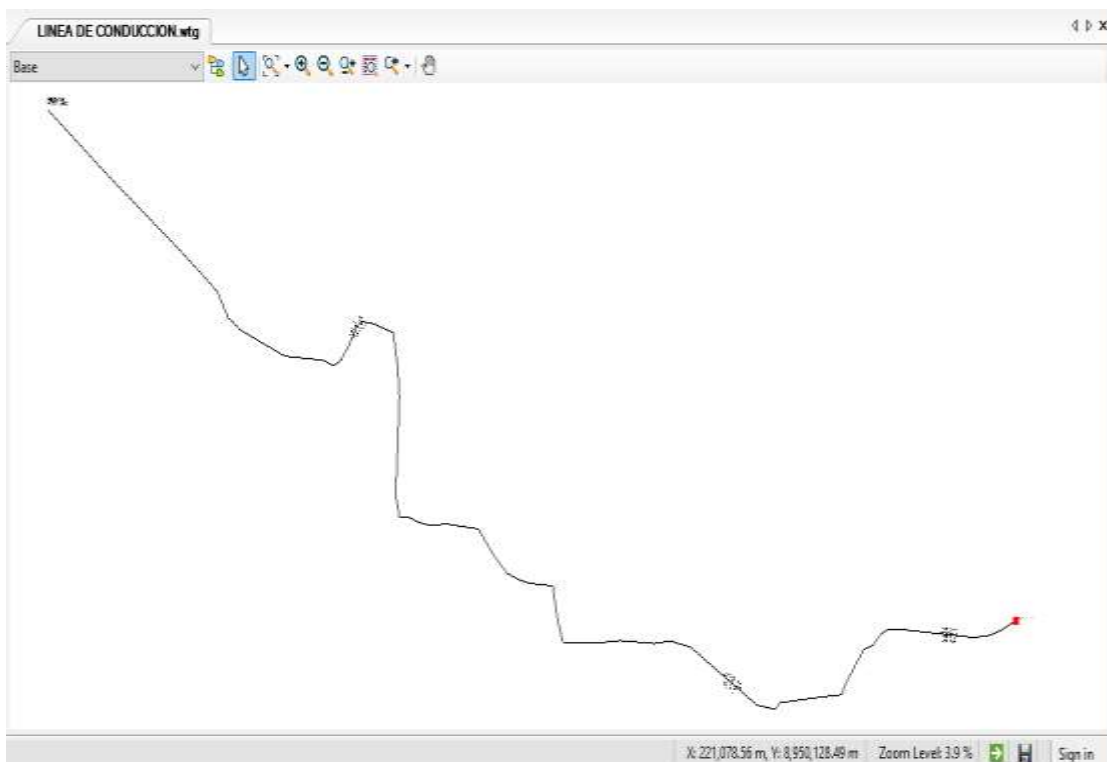 LINEA DE CONDUCCION.wtg
Base
X: 221,078.56 m, Y: 8,950,128.49 m Zoom Level: 3.9 % Sign in